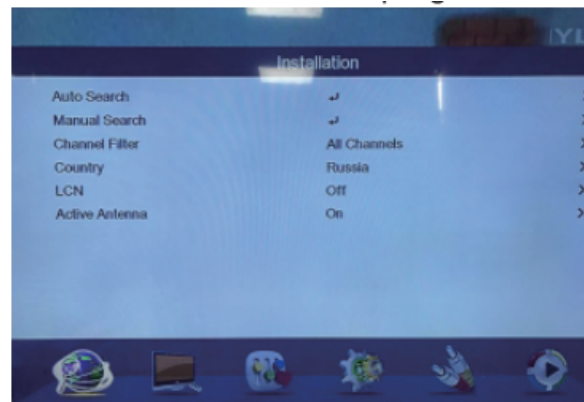 Installation
Auto Search
Manual Search
Channel Filter All Channels
Country Russia
LCN Off
Active Antenna On